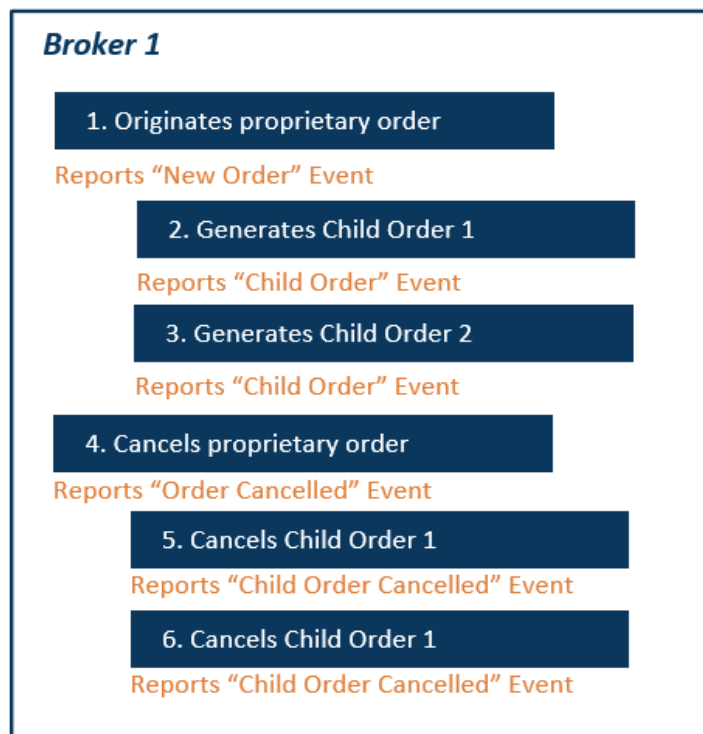 Broker 1
1. Originates proprietary order
Reports “New Order” Event
2. Generates Child Order 1
Reports “Child Order” Event
3. Generates Child Order 2
Reports “Child Order” Event
4. Cancels proprietary order
Reports “Order Cancelled” Event
5. Cancels Child Order 1
Reports “Child Order Cancelled” Event
6. Cancels Child Order 1
Reports “Child Order Cancelled” Event